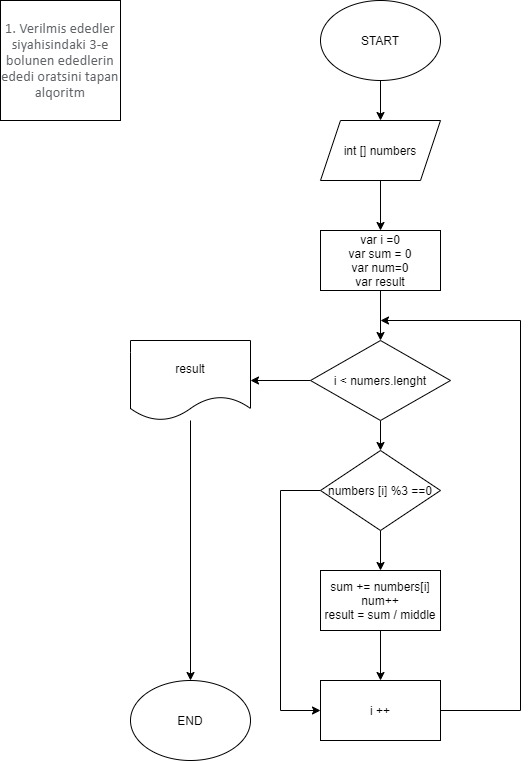 1. Verilmis ededler
siyahisindaki 3-e
bolunen ededlerin
ededi oratsini tapan
alqoritm
START
int [] numbers
var i =0
var sum = 0
var num=0
var result
i < numers.lenght
result
numbers [i] %3 ==0
sum += numbers[i]
num++
result = sum / middle
i ++
END